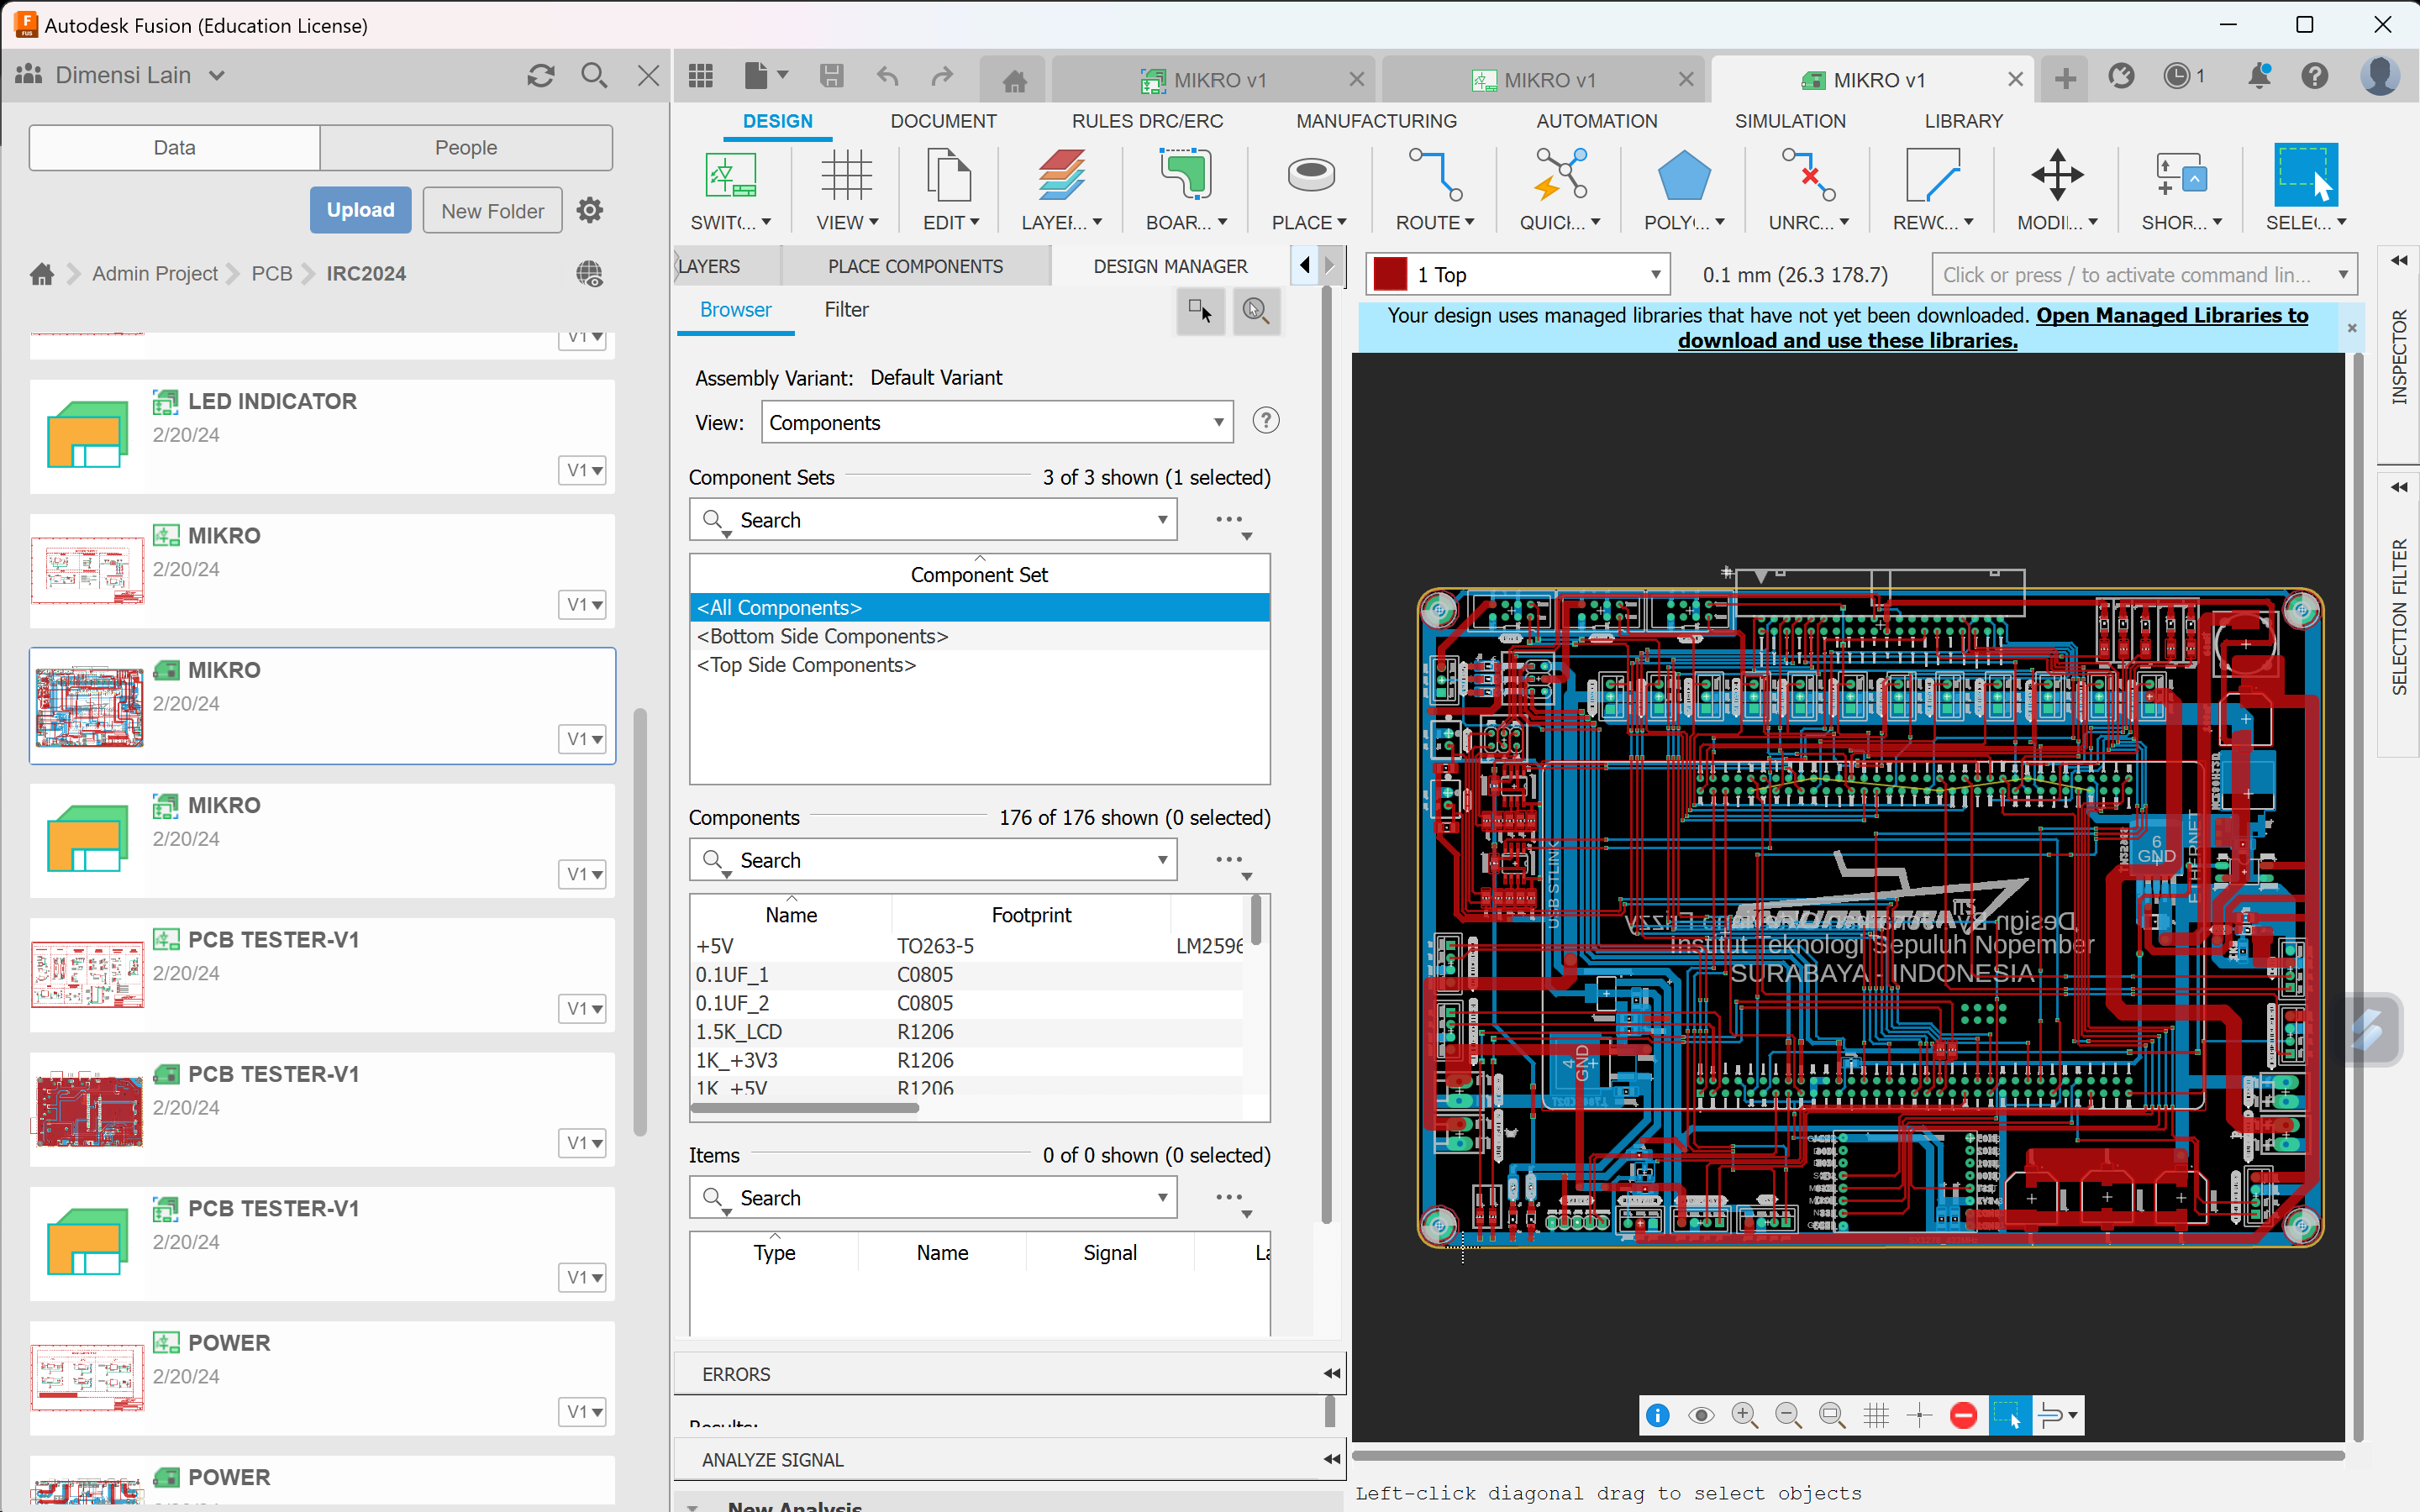 Autodesk Fusion (Education License)
Dimensi Lain
MIKRO v1
MIKRO v1
MIKRO v1
1
Data
People
Upload
New Folder
Admin Project
PCB
IRC2024
V1
LED INDICATOR
2/20/24
V1
MIKRO
2/20/24
V1
MIKRO
2/20/24
V1
MIKRO
2/20/24
V1
PCB TESTER-V1
2/20/24
V1
PCB TESTER-V1
2/20/24
V1
PCB TESTER-V1
2/20/24
V1
POWER
2/20/24
V1
POWER
DESIGN
DOCUMENT
RULES DRC/ERC
MANUFACTURING
AUTOMATION
SIMULATION
LIBRARY
SWIT(...
VIEW
EDIT
LAYEF...
BOAR...
PLACE
ROUTE
QUICK...
POLY(...
UNRC...
REWC...
MODII...
SHOR...
SELEC...
LAYERS
PLACE COMPONENTS
DESIGN MANAGER
Browser
Filter
Assembly Variant: Default Variant
View:
Components
Component Sets
3 of 3 shown (1 selected)
Search
Component Set
<All Components>
<Bottom Side Components>
<Top Side Components>
Components
176 of 176 shown (0 selected)
Search
Name
Footprint
+5V TO263-5 LM2596
0.1UF_1 C0805
0.1UF_2 C0805
1.5K_LCD R1206
1K_+3V3 R1206
1K_+5V R1206
Items
0 of 0 shown (0 selected)
Search
Type
Name
Signal
La
ERRORS
Results:
ANALYZE SIGNAL
New Analysis
1 Top
0.1 mm (26.3 178.7)
Click or press / to activate command lin...
Your design uses managed libraries that have not yet been downloaded. Open Managed Libraries to
download and use these libraries.
INSPECTOR
SELECTION FILTER
USB STLINK
ETHERNET
6
GND
4
GND
Institut Teknologi Sepuluh Nopember
SURABAYA - INDONESIA
Left-click diagonal drag to select objects